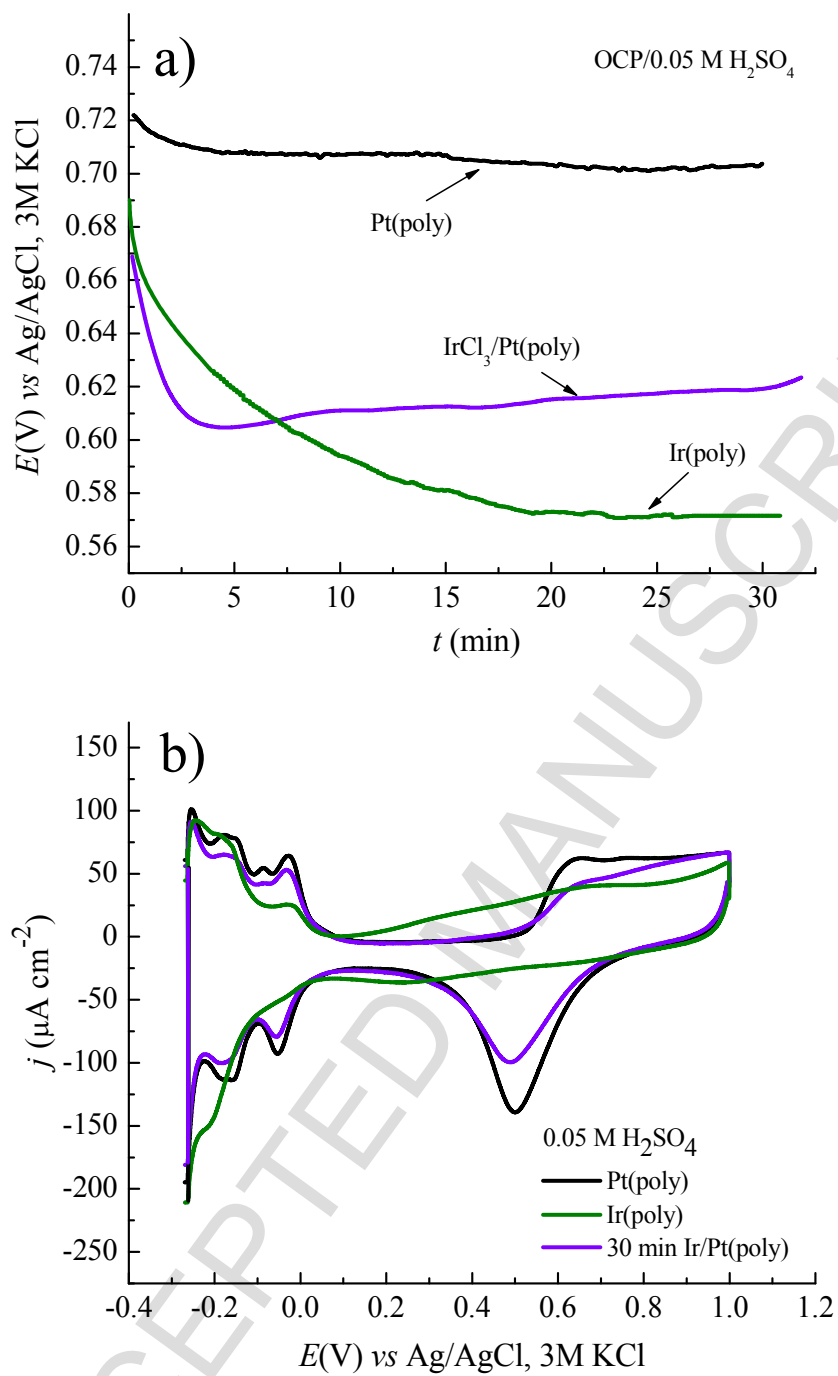 a)
OCP/0.05 M H₂SO₄
0.74
0.72
0.70
0.68
0.66
0.64
0.62
0.60
0.58
0.56
E(V) vs Ag/AgCl, 3M KCl
Pt(poly)
IrCl₃/Pt(poly)
Ir(poly)
0 5 10 15 20 25 30
t (min)
b)
150
100
50
0
-50
-100
-150
-200
-250
j (µA cm⁻²)
0.05 M H₂SO₄
Pt(poly)
Ir(poly)
30 min Ir/Pt(poly)
-0.4 -0.2 0.0 0.2 0.4 0.6 0.8 1.0 1.2
E(V) vs Ag/AgCl, 3M KCl
CEPTED MANUSCRI